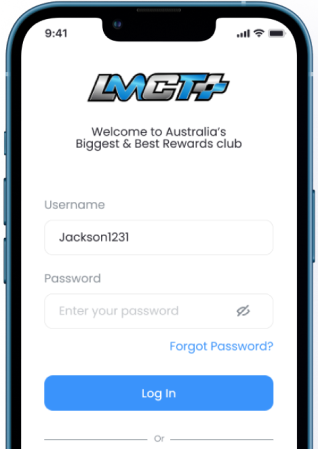 9:41
LMCT+
Welcome to Australia's
Biggest & Best Rewards club
Username
Jackson1231
Password
Enter your password
Forgot Password?
Log In
Or